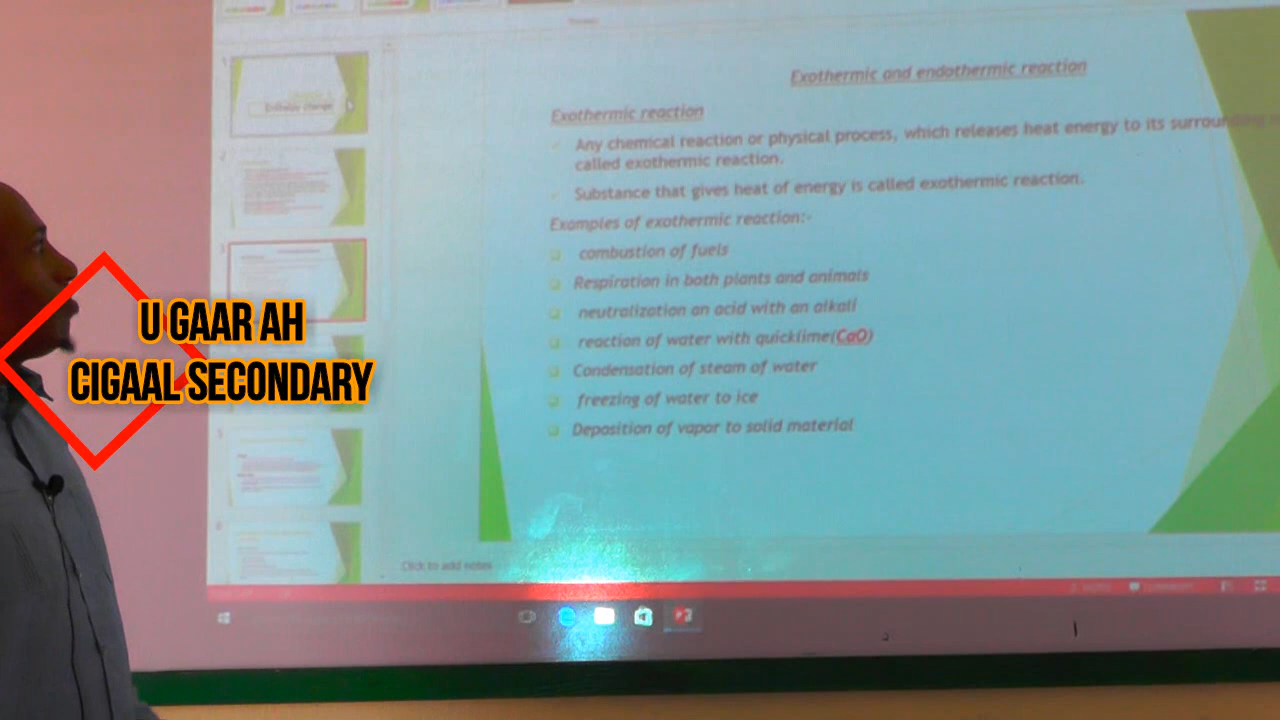 Exothermic and endothermic reaction
Exothermic reaction
Any chemical reaction or physical process, which releases heat energy to its surrounding
called exothermic reaction.
Substance that gives heat of energy is called exothermic reaction.
Examples of exothermic reaction:-
combustion of fuels
Respiration in both plants and animals
neutralization an acid with an alkali
reaction of water with quicklime(CaO)
Condensation of steam of water
freezing of water to ice
Deposition of vapor to solid material
Enthalpy change
U GAAR AH
CIGAAL SECONDARY
Click to add notes